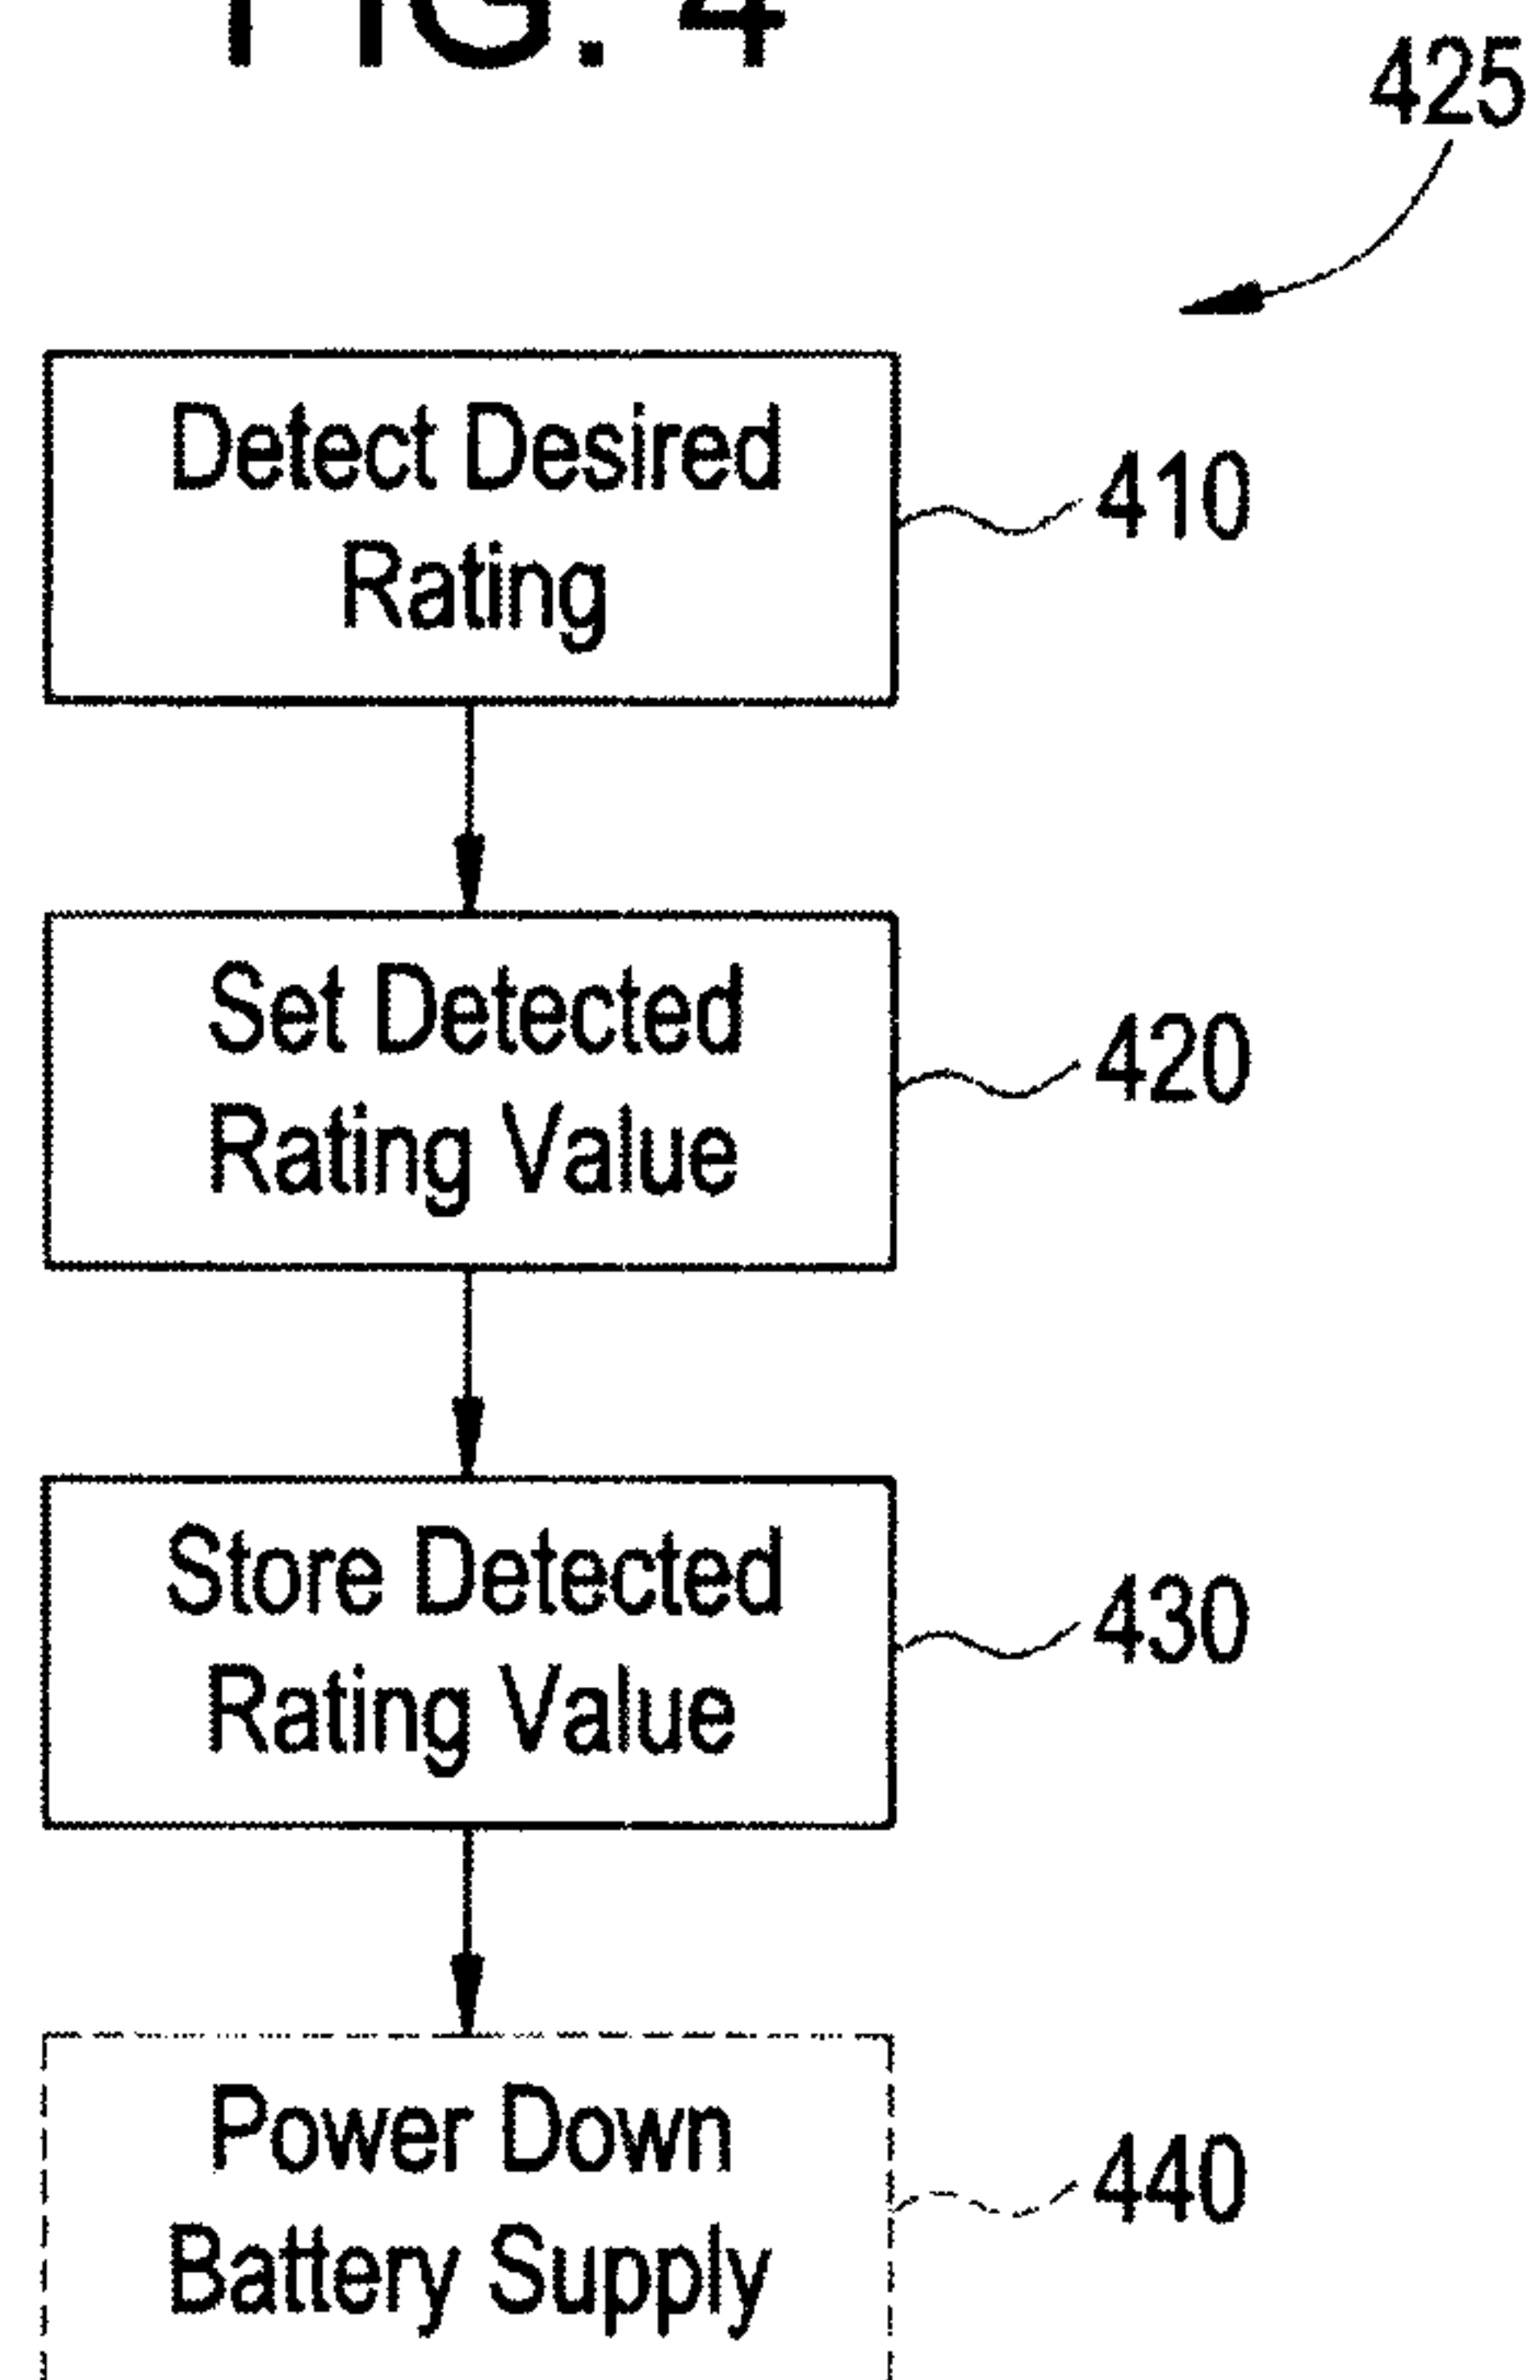 FIG. 4
425
Detect Desired
Rating
410
Set Detected
Rating Value
420
Store Detected
Rating Value
430
Power Down
Battery Supply
440